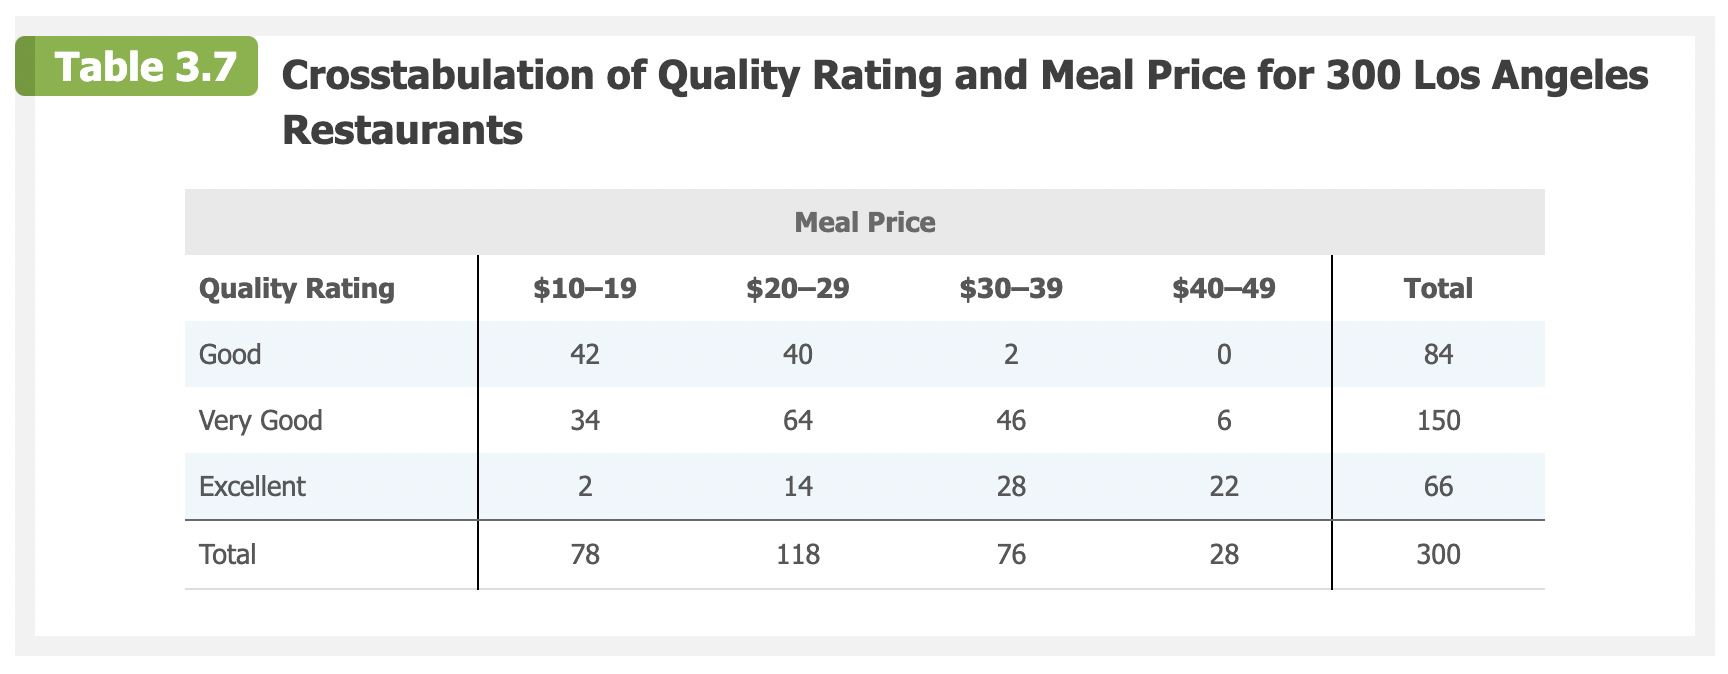 Table 3.7
Crosstabulation of Quality Rating and Meal Price for 300 Los Angeles
Restaurants
Meal Price
Quality Rating $10–19 $20–29 $30–39 $40–49 Total
Good 42 40 2 0 84
Very Good 34 64 46 6 150
Excellent 2 14 28 22 66
Total 78 118 76 28 300